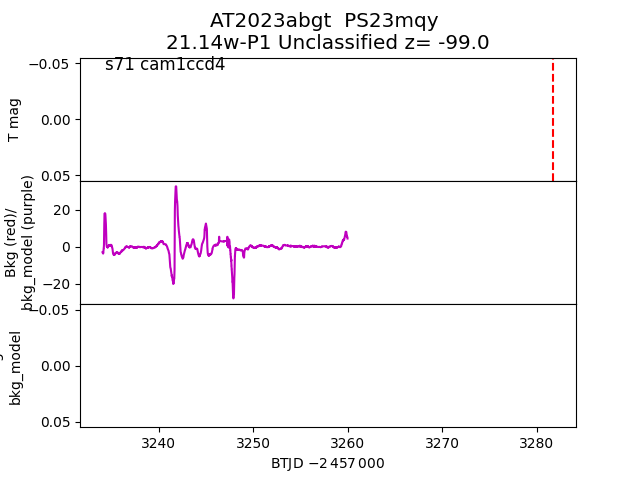 AT2023abgt  PS23mqy
21.14w-P1 Unclassified z= -99.0
s71 cam1ccd4
−0.05
0.00
0.05
T mag
20
0
−20
Bkg (red)/
bkg_model (purple)
−0.05
0.00
0.05
bkg_model
3240
3250
3260
3270
3280
BTJD −2 457 000